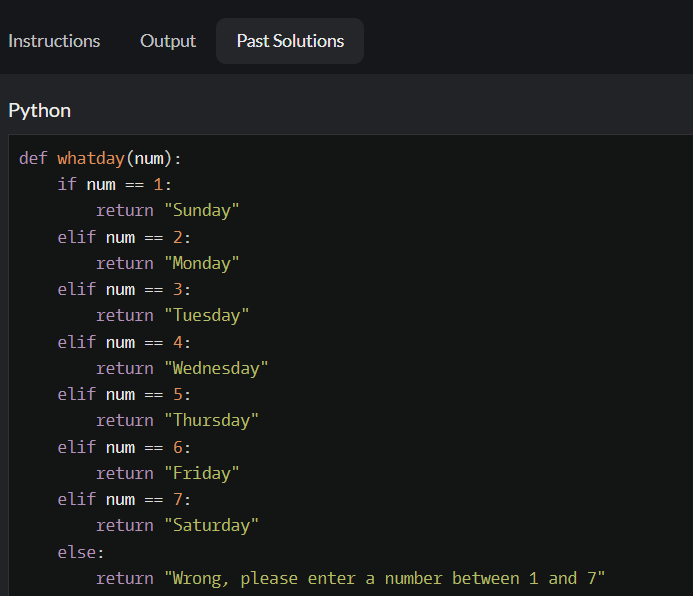 Instructions Output Past Solutions
Python
def whatday(num):
    if num == 1:
        return "Sunday"
    elif num == 2:
        return "Monday"
    elif num == 3:
        return "Tuesday"
    elif num == 4:
        return "Wednesday"
    elif num == 5:
        return "Thursday"
    elif num == 6:
        return "Friday"
    elif num == 7:
        return "Saturday"
    else:
        return "Wrong, please enter a number between 1 and 7"